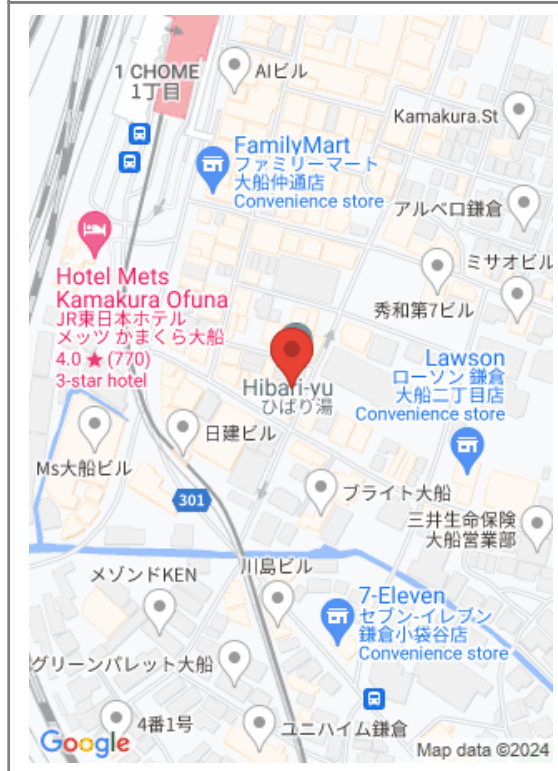 1 CHOME
1丁目
AIビル
Kamakura.St
FamilyMart
ファミリーマート
大船仲通店
Convenience store
アルベロ鎌倉
ミサオビル
Hotel Mets
Kamakura Ofuna
JR東日本ホテル
メッツ かまくら大船
4.0 ★ (770)
3-star hotel
秀和第7ビル
Lawson
ローソン 鎌倉
大船二丁目店
Convenience store
Hibari-yu
ひばり湯
日建ビル
Ms大船ビル
301
ブライト大船
三井生命保険
大船営業部
メゾンドKEN
川島ビル
7-Eleven
セブン-イレブン
鎌倉小袋谷店
Convenience store
グリーンパレット大船
4番1号
ユニハイム鎌倉
Google
Map data ©2024